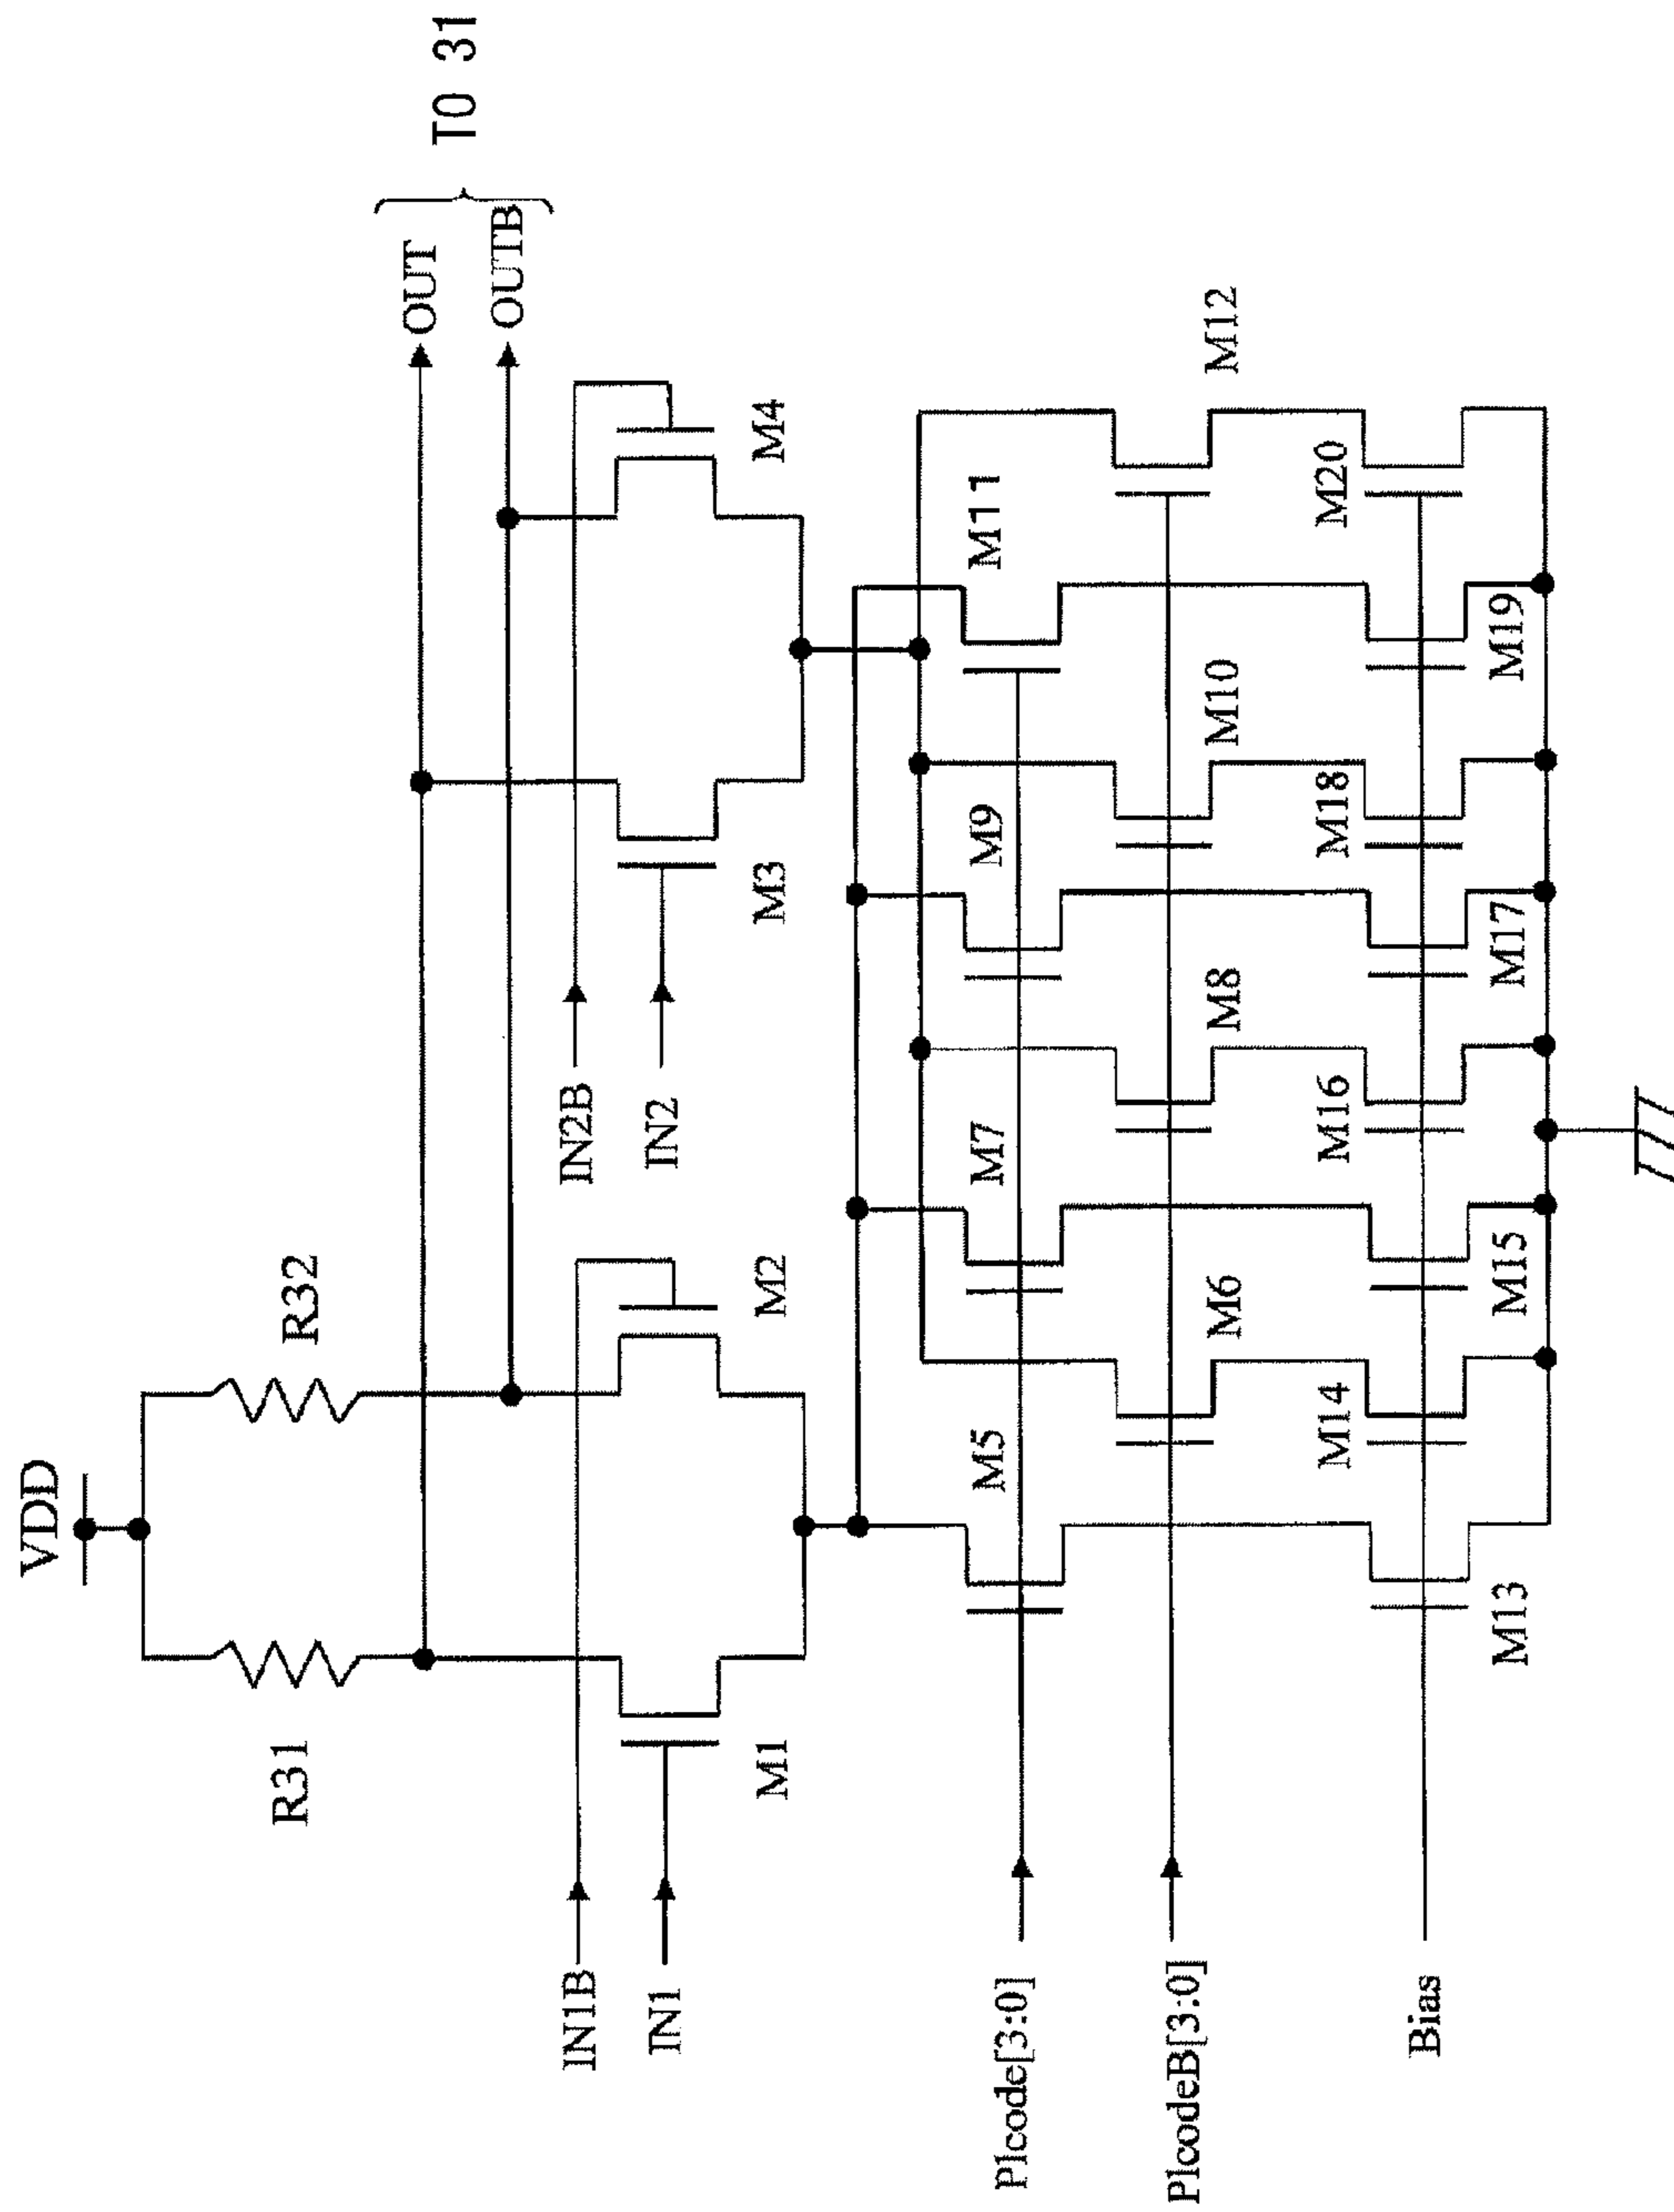 VDD
R31
R32
OUT
OUTB
TO 31
IN1B
IN1
M1
M2
IN2B
IN2
M3
M4
PIcode[3:0]
M5
M7
M9
M11
PIcodeB[3:0]
M6
M8
M10
M12
Bias
M13
M14
M15
M16
M17
M18
M19
M20